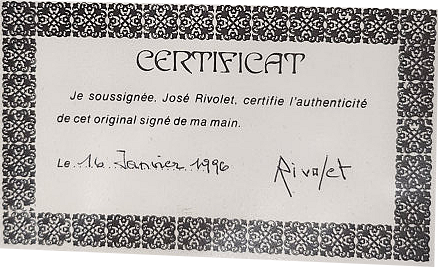 CERTIFICAT
Je soussignée. José Rivolet, certifie l'authenticité
de cet original signé de ma main.
Le 16 Janvier 1996 Rivolet